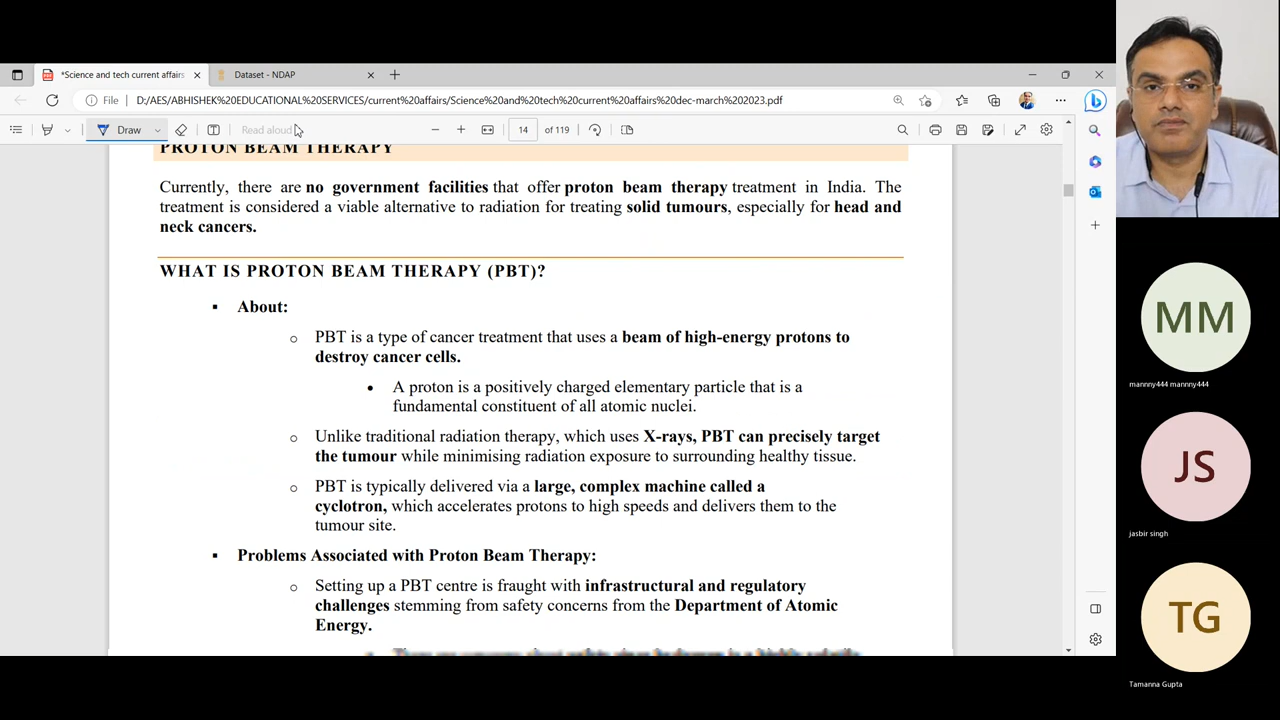 *Science and tech current affairs
Dataset - NDAP
File
D:/AES/ABHISHEK%20EDUCATIONAL%20SERVICES/current%20affairs/Science%20and%20tech%20current%20affairs%20dec-march%202023.pdf
Draw
Read aloud
14 of 119
PROTON BEAM THERAPY
Currently, there are no government facilities that offer proton beam therapy treatment in India. The
treatment is considered a viable alternative to radiation for treating solid tumours, especially for head and
neck cancers.
WHAT IS PROTON BEAM THERAPY (PBT)?
▪ About:
o PBT is a type of cancer treatment that uses a beam of high-energy protons to
destroy cancer cells.
• A proton is a positively charged elementary particle that is a
fundamental constituent of all atomic nuclei.
o Unlike traditional radiation therapy, which uses X-rays, PBT can precisely target
the tumour while minimising radiation exposure to surrounding healthy tissue.
o PBT is typically delivered via a large, complex machine called a
cyclotron, which accelerates protons to high speeds and delivers them to the
tumour site.
▪ Problems Associated with Proton Beam Therapy:
o Setting up a PBT centre is fraught with infrastructural and regulatory
challenges stemming from safety concerns from the Department of Atomic
Energy.
MM
mannny444 mannny444
JS
jasbir singh
TG
Tamanna Gupta